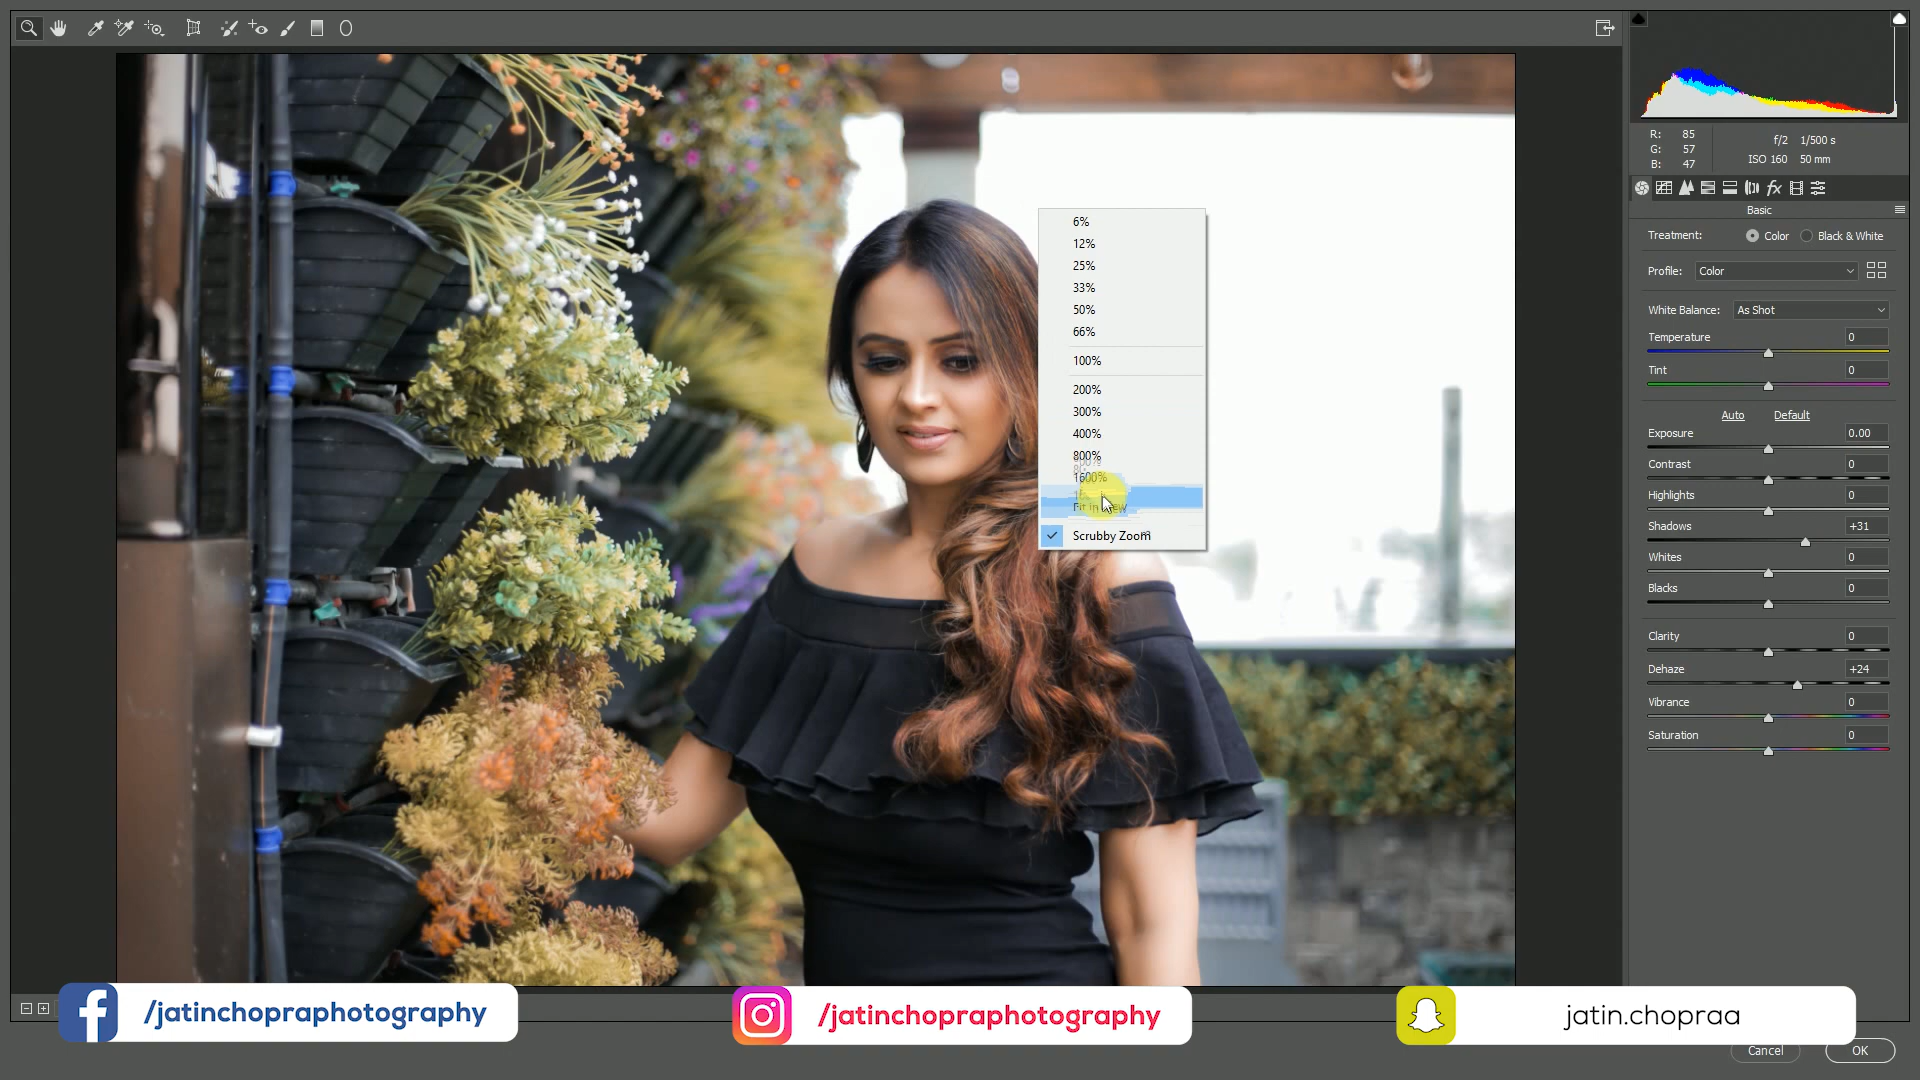 R: 85
G: 57
B: 47
f/2 1/500 s
ISO 160 50 mm
fx
Basic
Treatment: Color Black & White
Profile: Color
White Balance: As Shot
Temperature 0
Tint 0
Auto Default
Exposure 0.00
Contrast 0
Highlights 0
Shadows +31
Whites 0
Blacks 0
Clarity 0
Dehaze +24
Vibrance 0
Saturation 0
6%
12%
25%
33%
50%
66%
100%
200%
300%
400%
800%
1600%
Fit in View
Scrubby Zoom
/jatinchopraphotography
/jatinchopraphotography
jatin.chopraa
Cancel OK